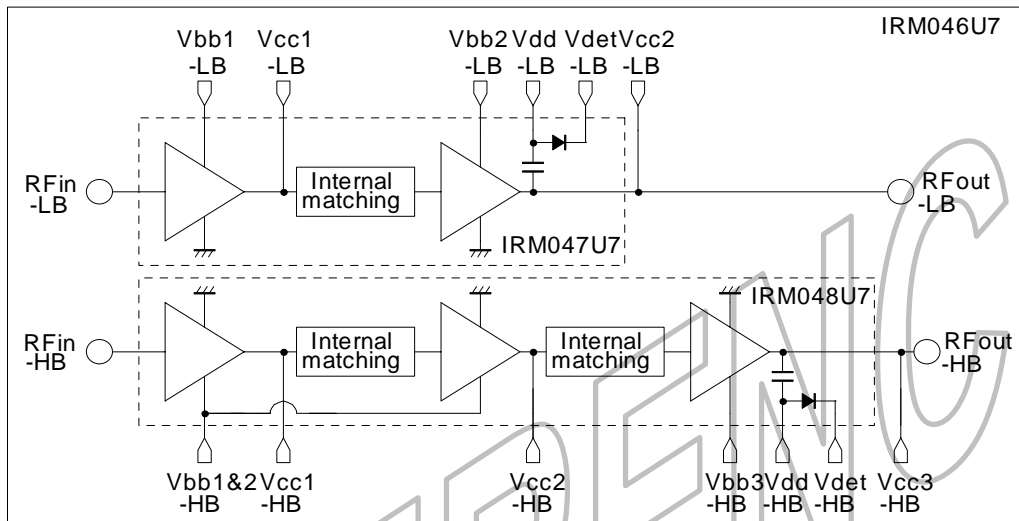 IRM046U7
Vbb1 Vcc1 Vbb2 Vdd Vdet Vcc2
-LB -LB -LB -LB -LB -LB
RFin
-LB
Internal
matching
RFout
-LB
IRM047U7
IRM048U7
RFin
-HB
Internal
matching
Internal
matching
RFout
-HB
Vbb1&2 Vcc1 Vcc2 Vbb3 Vdd Vdet Vcc3
-HB -HB -HB -HB -HB -HB -HB